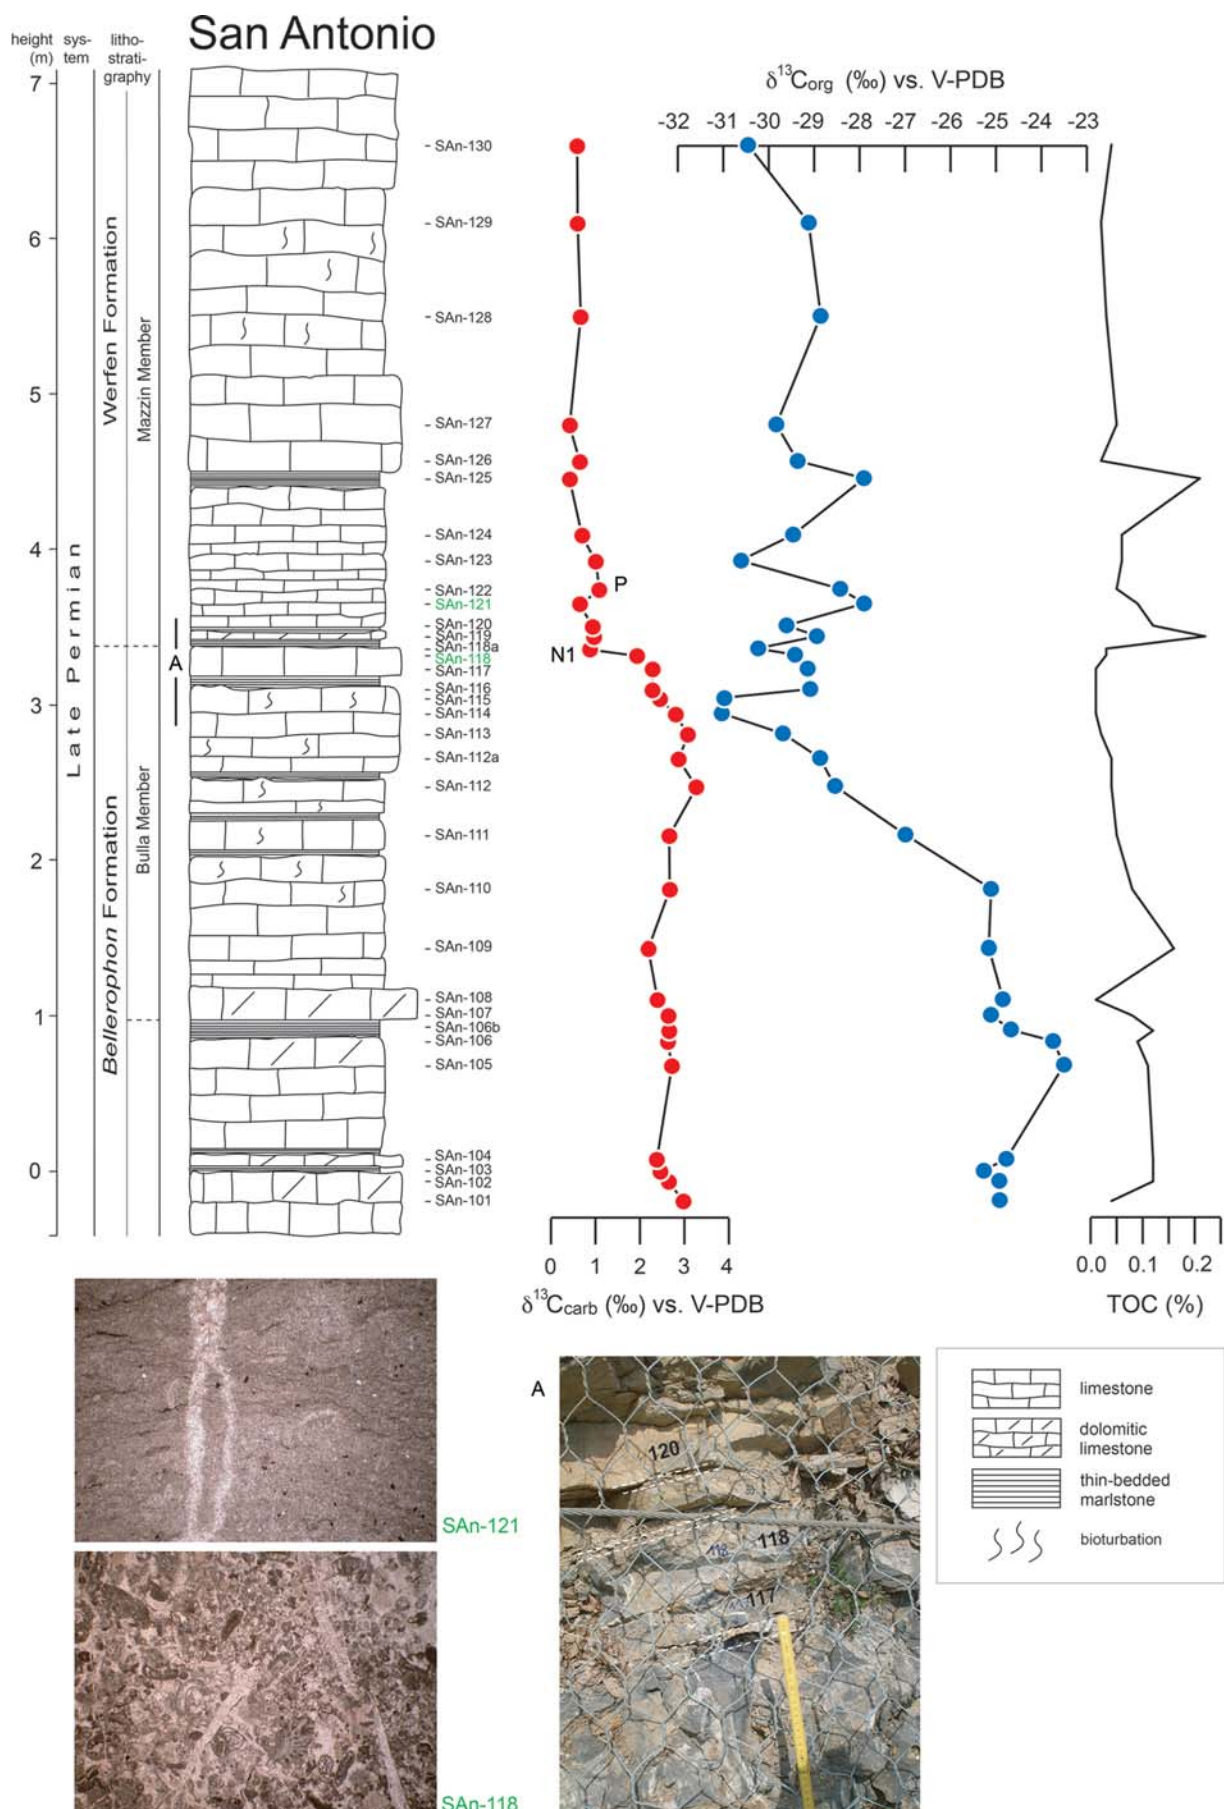 San Antonio
height (m)
sys-tem
litho-strati-graphy
δ13Corg (‰) vs. V-PDB
-32 -31 -30 -29 -28 -27 -26 -25 -24 -23
7
6
5
4
3
2
1
0
Late Permian
Werfen Formation
Mazzin Member
Bellerophon Formation
Bulla Member
A
SAn-130
SAn-129
SAn-128
SAn-127
SAn-126
SAn-125
SAn-124
SAn-123
SAn-122
SAn-121
SAn-120
SAn-119
SAn-118a
SAn-118
SAn-117
SAn-116
SAn-115
SAn-114
SAn-113
SAn-112a
SAn-112
SAn-111
SAn-110
SAn-109
SAn-108
SAn-107
SAn-106b
SAn-106
SAn-105
SAn-104
SAn-103
SAn-102
SAn-101
P
N1
0 1 2 3 4
δ13Ccarb (‰) vs. V-PDB
0.0 0.1 0.2
TOC (%)
SAn-121
SAn-118
A
120
118
118
117
limestone
dolomitic
limestone
thin-bedded
marlstone
bioturbation